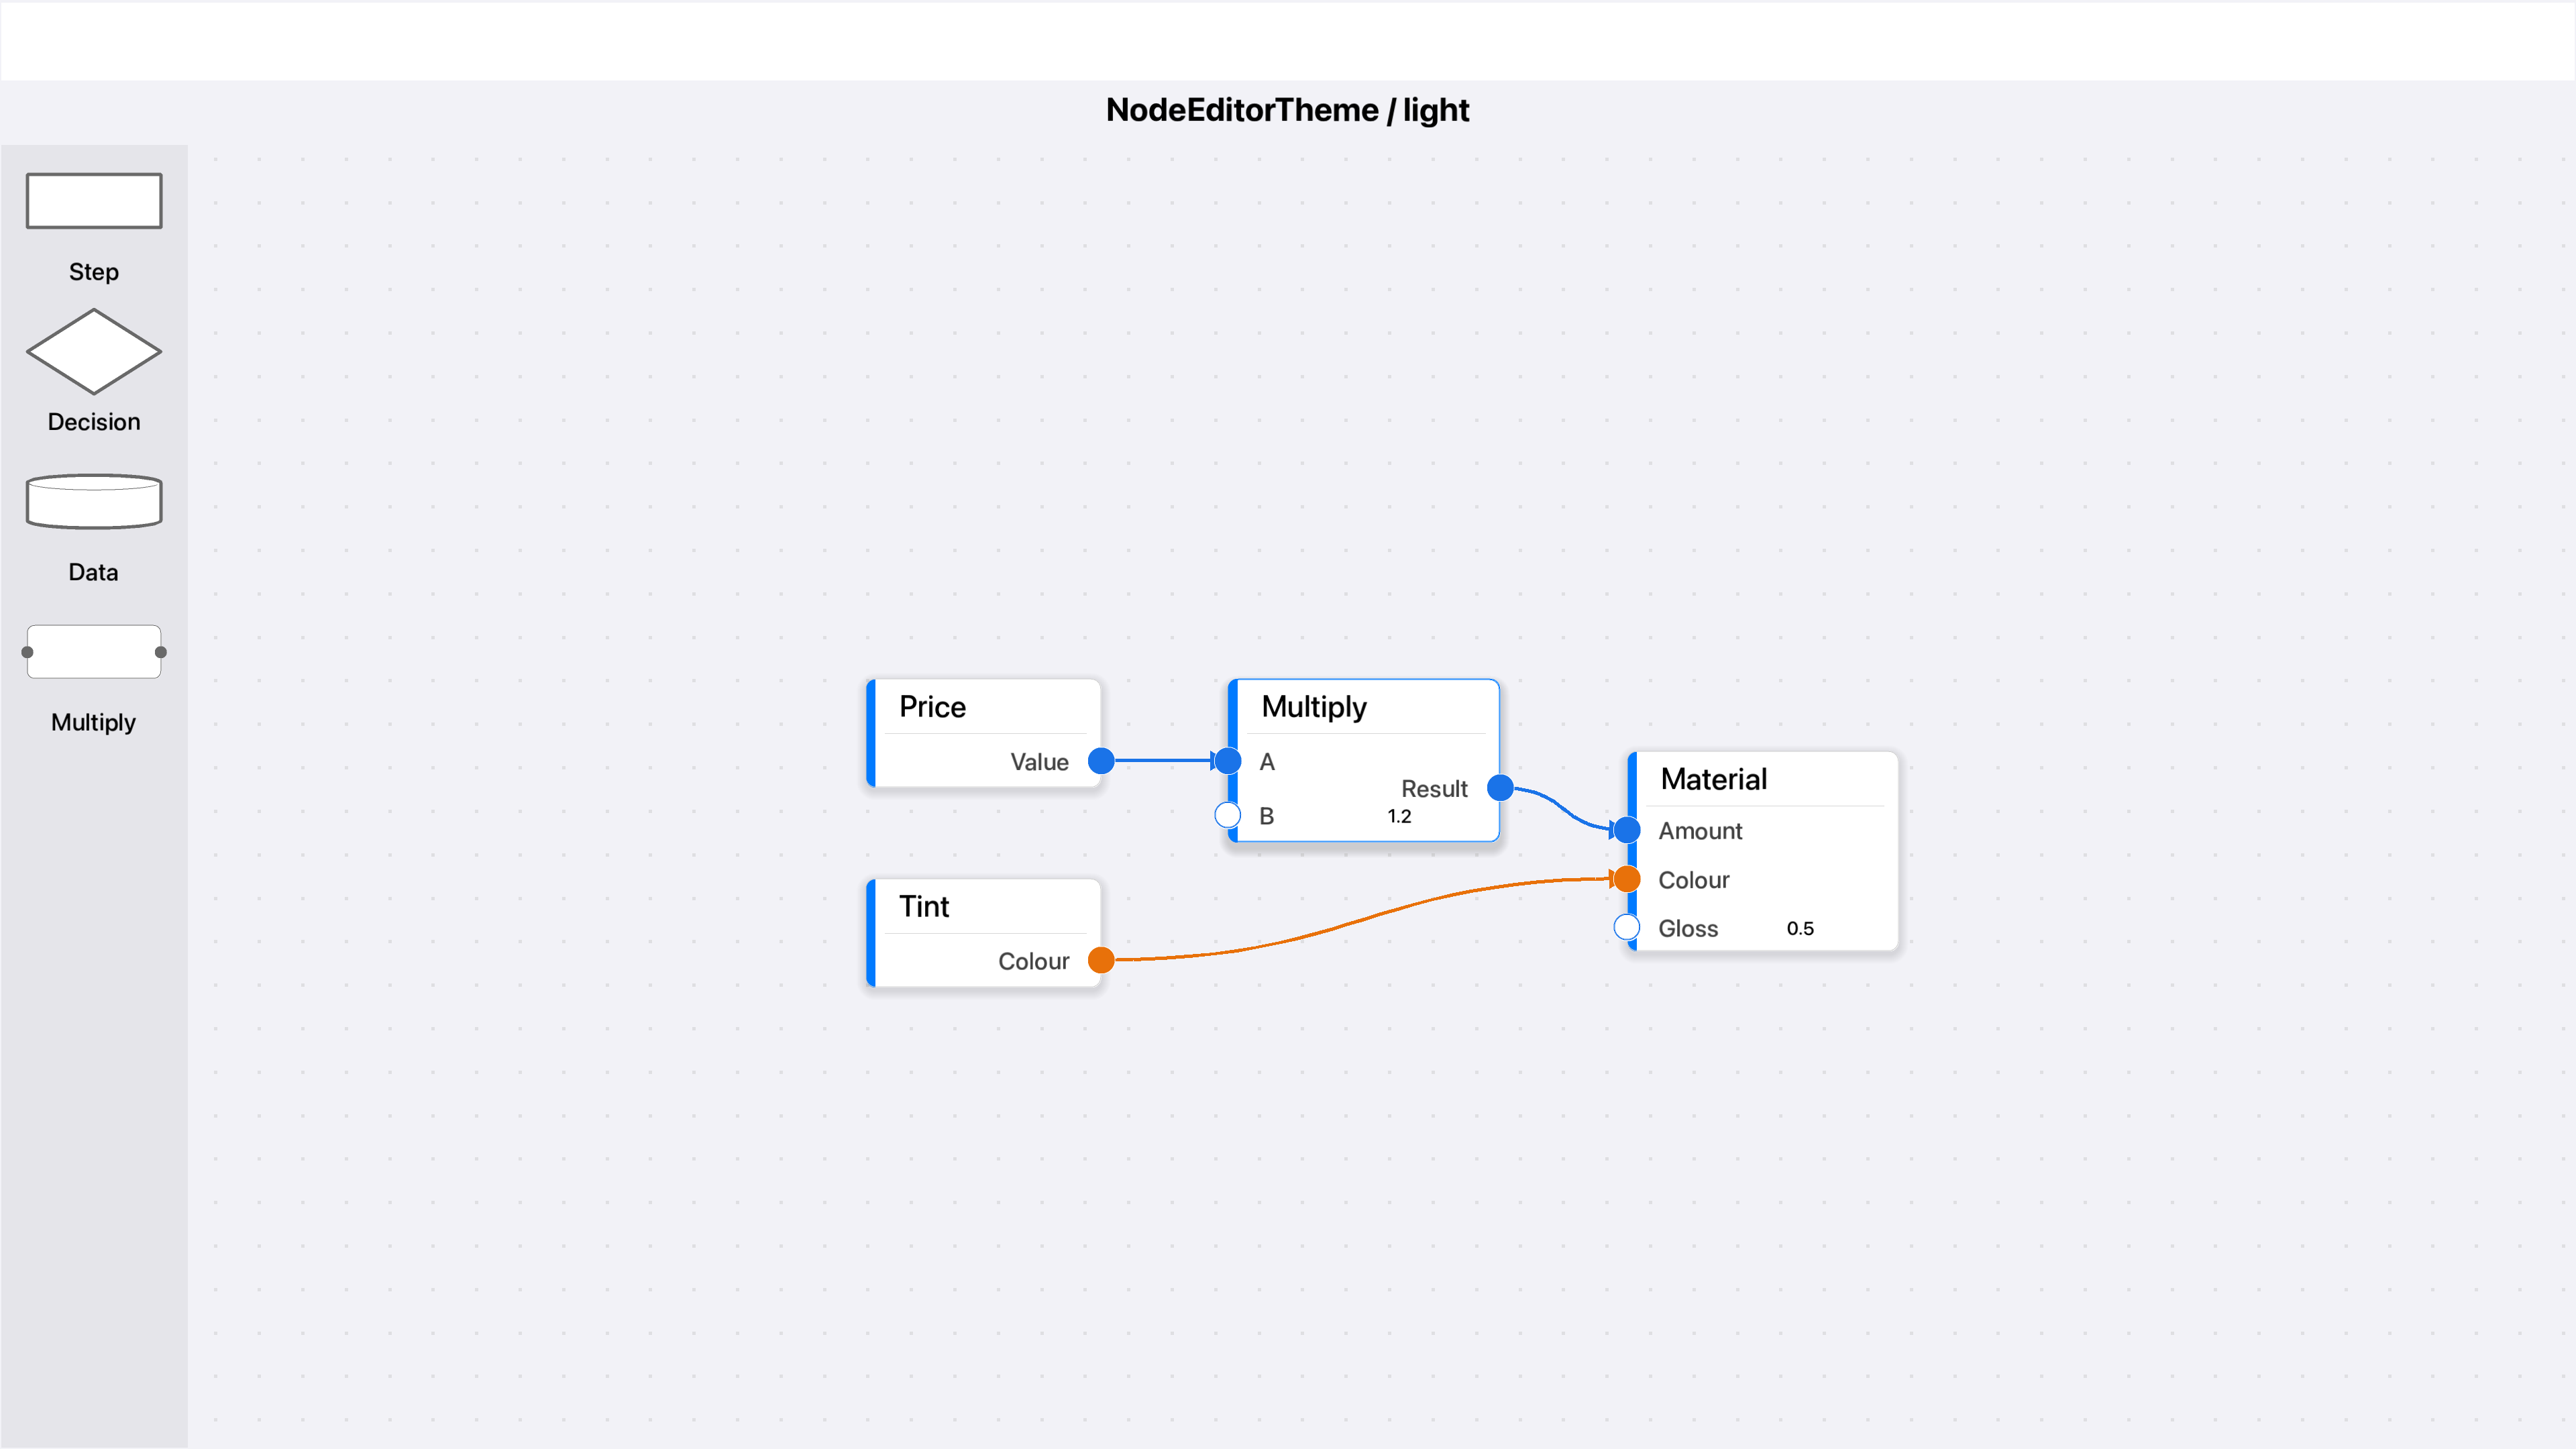 NodeEditorTheme / light
Step
Decision
Data
Multiply
Price
Value
Multiply
A
Result
B 1.2
Tint
Colour
Material
Amount
Colour
Gloss 0.5